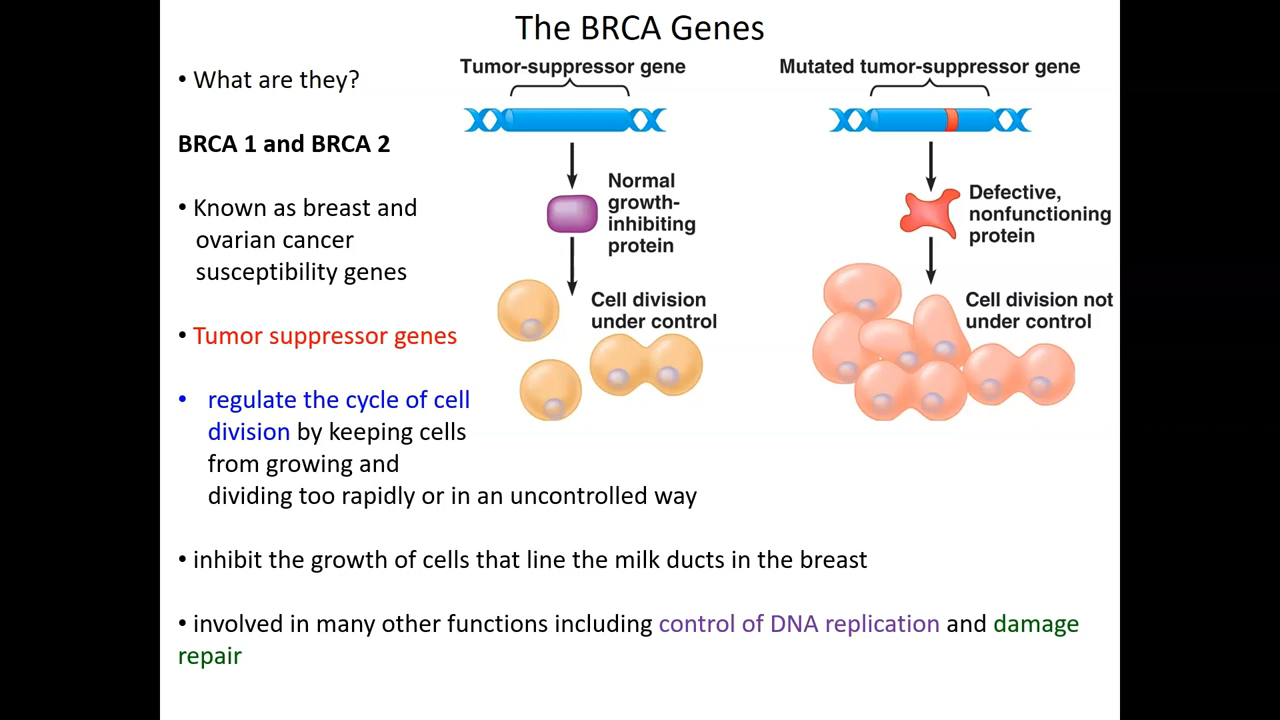 The BRCA Genes
• What are they?
BRCA 1 and BRCA 2
• Known as breast and
ovarian cancer
susceptibility genes
• Tumor suppressor genes
• regulate the cycle of cell
division by keeping cells
from growing and
dividing too rapidly or in an uncontrolled way
• inhibit the growth of cells that line the milk ducts in the breast
• involved in many other functions including control of DNA replication and damage
repair
Tumor-suppressor gene
Normal
growth-
inhibiting
protein
Cell division
under control
Mutated tumor-suppressor gene
Defective,
nonfunctioning
protein
Cell division not
under control